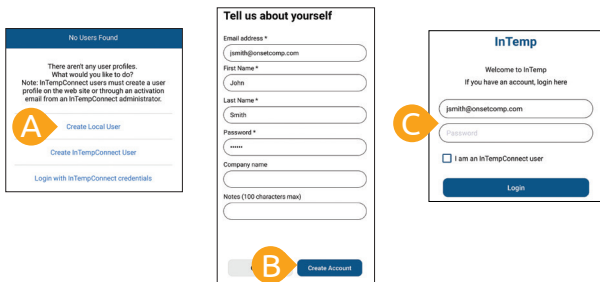 No Users Found
There aren't any user profiles.
What would you like to do?
Note: InTempConnect users must create a user
profile on the web site or through an activation
email from an InTempConnect administrator.
A
Create Local User
Create InTempConnect User
Login with InTempConnect credentials
Tell us about yourself
Email address *
jsmith@onsetcomp.com
First Name *
John
Last Name *
Smith
Password *
••••••
Company name
Notes (100 characters max)
B
Create Account
InTemp
Welcome to InTemp
If you have an account, login here
C
jsmith@onsetcomp.com
Password
I am an InTempConnect user
Login